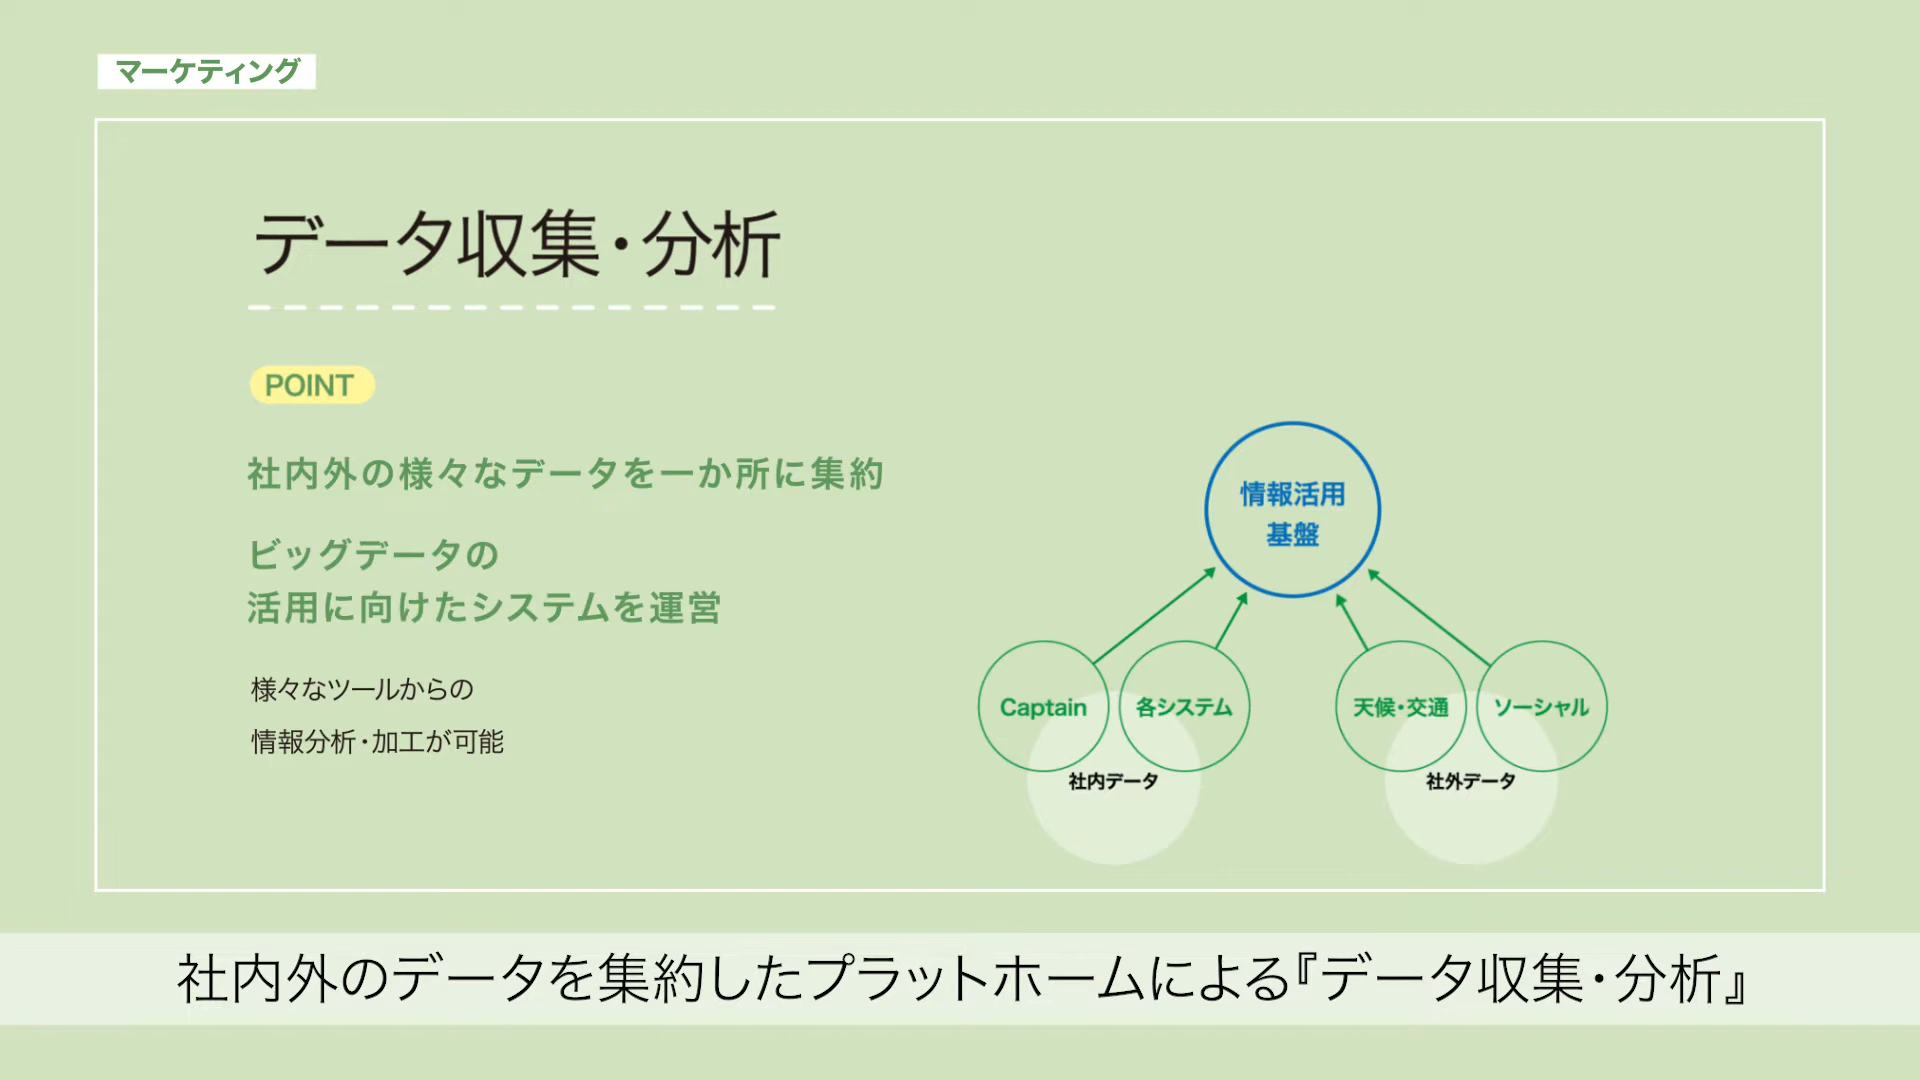 マーケティング
データ収集・分析
POINT
社内外の様々なデータを一か所に集約
ビッグデータの
活用に向けたシステムを運営
様々なツールからの
情報分析・加工が可能
情報活用
基盤
Captain
各システム
天候・交通
ソーシャル
社内データ
社外データ
社内外のデータを集約したプラットホームによる『データ収集・分析』